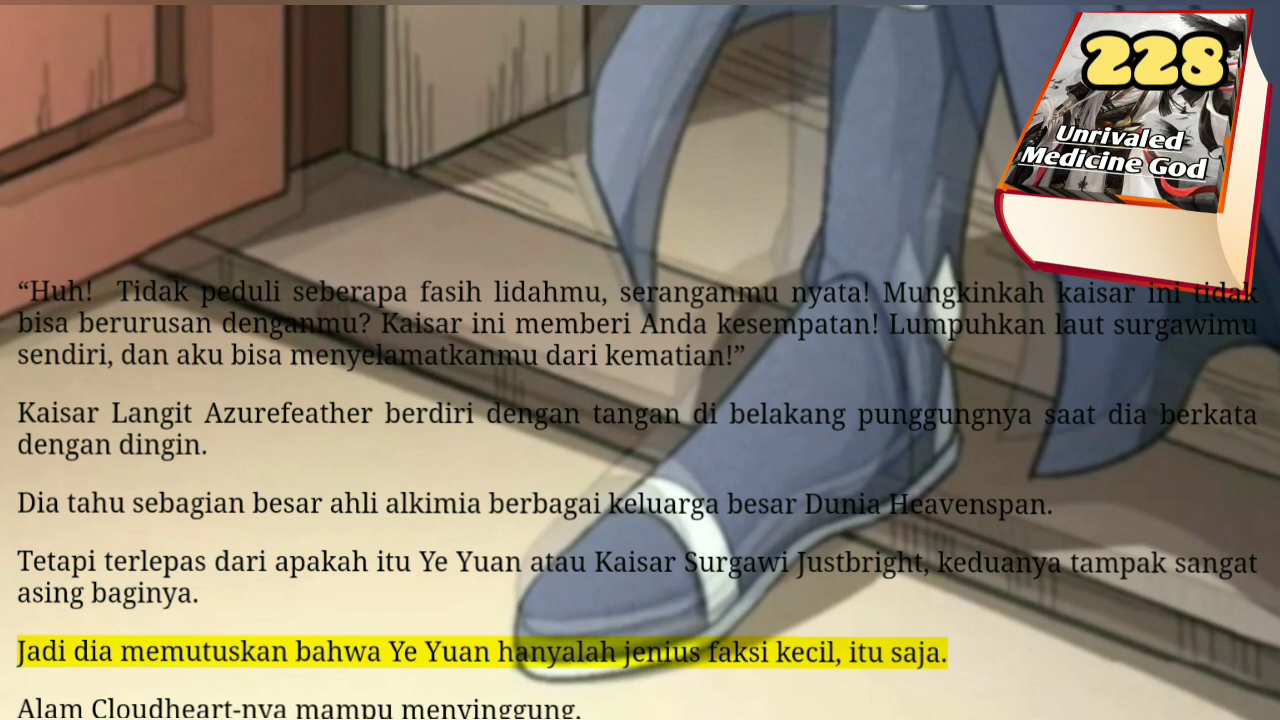 228
Unrivaled
Medicine God
“Huh! Tidak peduli seberapa fasih lidahmu, seranganmu nyata! Mungkinkah kaisar ini tidak
bisa berurusan denganmu? Kaisar ini memberi Anda kesempatan! Lumpuhkan laut surgawimu
sendiri, dan aku bisa menyelamatkanmu dari kematian!”
Kaisar Langit Azurefeather berdiri dengan tangan di belakang punggungnya saat dia berkata
dengan dingin.
Dia tahu sebagian besar ahli alkimia berbagai keluarga besar Dunia Heavenspan.
Tetapi terlepas dari apakah itu Ye Yuan atau Kaisar Surgawi Justbright, keduanya tampak sangat
asing baginya.
Jadi dia memutuskan bahwa Ye Yuan hanyalah jenius faksi kecil, itu saja.
Alam Cloudheart-nya mampu menyinggung.